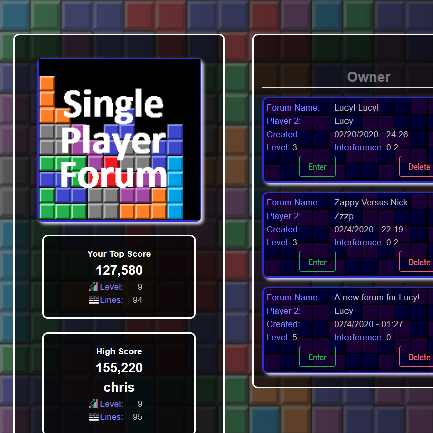 Single
Player
Forum
Your Top Score
127,580
Level: 9
Lines: 94
High Score
155,220
chris
Level: 9
Lines: 95
Owner
Forum Name: Lucy! Lucy!
Player 2: Lucy
Created: 02/20/2020 - 24:26
Level: 3 Interference: 0.2
Enter Delete
Forum Name: Zappy Versus Nick
Player 2: Zzzp
Created: 02/4/2020 - 22:19
Level: 3 Interference: 0.2
Enter Delete
Forum Name: A new forum for Lucy!
Player 2: Lucy
Created: 02/4/2020 - 01:27
Level: 5 Interference: 0
Enter Delete